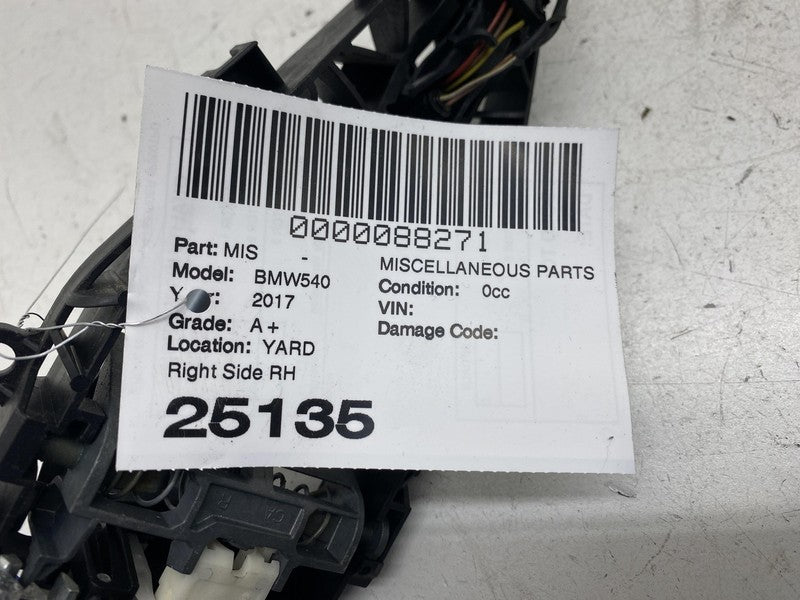 0000088271
Part: MIS -
MISCELLANEOUS PARTS
Model: BMW540
Condition: 0cc
Year: 2017
VIN:
Grade: A+
Damage Code:
Location: YARD
Right Side RH
25135
R